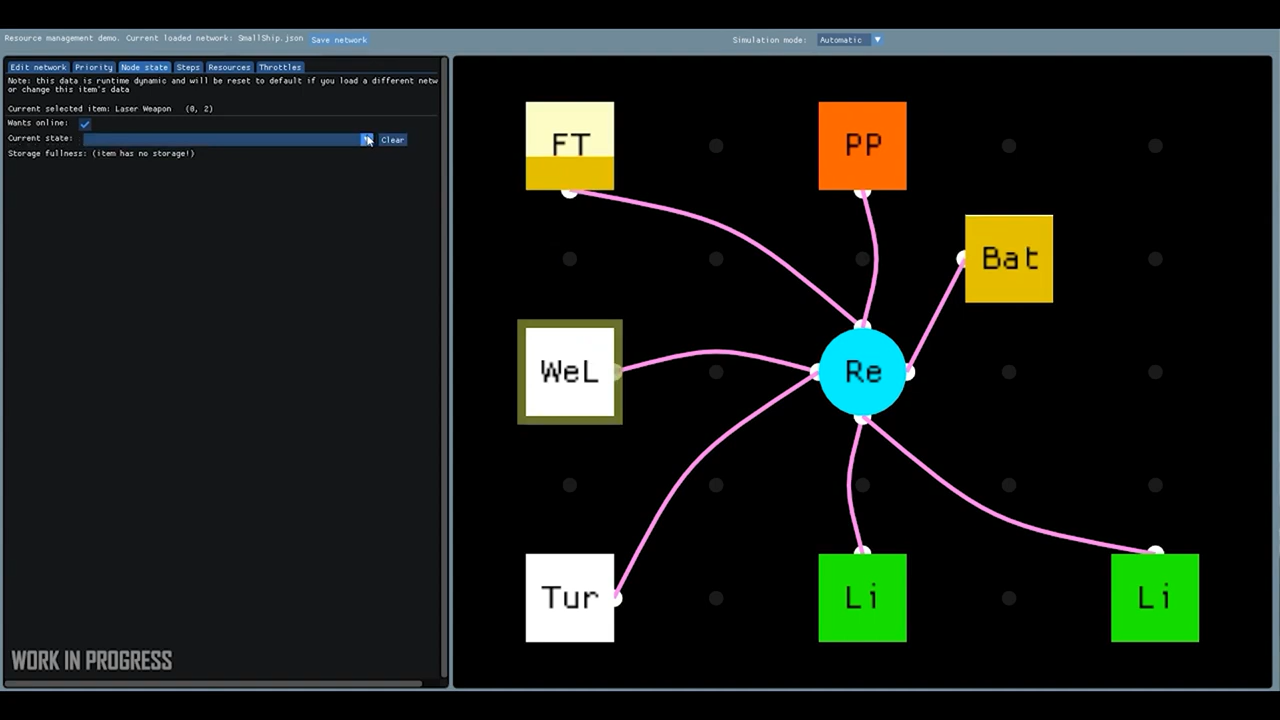 Resource management demo. Current loaded network: SmallShip.json Save network
Simulation mode: Automatic
Edit network Priority Node state Steps Resources Throttles
Note: this data is runtime dynamic and will be reset to default if you load a different netw
or change this item's data
Current selected item: Laser Weapon (0, 2)
Wants online:
Current state: Clear
Storage fullness: (item has no storage!)
FT
PP
Bat
WeL
Re
Tur
Li
Li
WORK IN PROGRESS